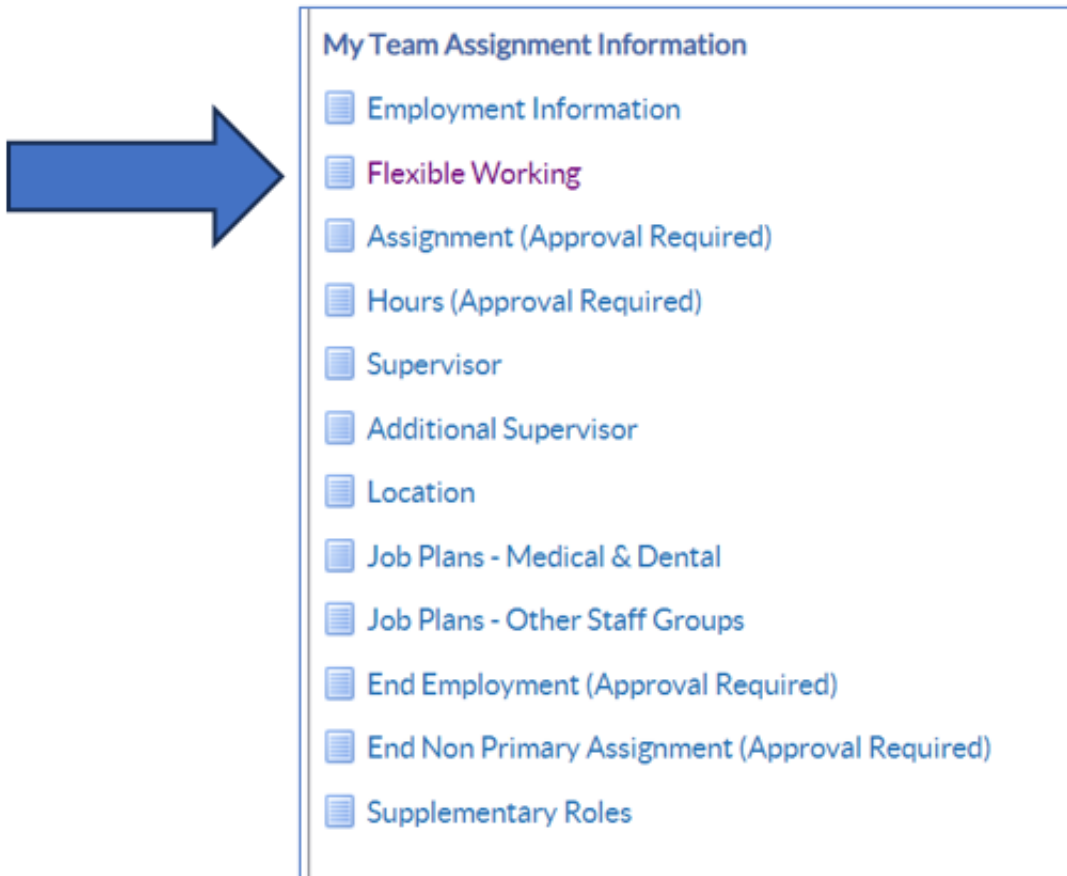 My Team Assignment Information
Employment Information
Flexible Working
Assignment (Approval Required)
Hours (Approval Required)
Supervisor
Additional Supervisor
Location
Job Plans - Medical & Dental
Job Plans - Other Staff Groups
End Employment (Approval Required)
End Non Primary Assignment (Approval Required)
Supplementary Roles